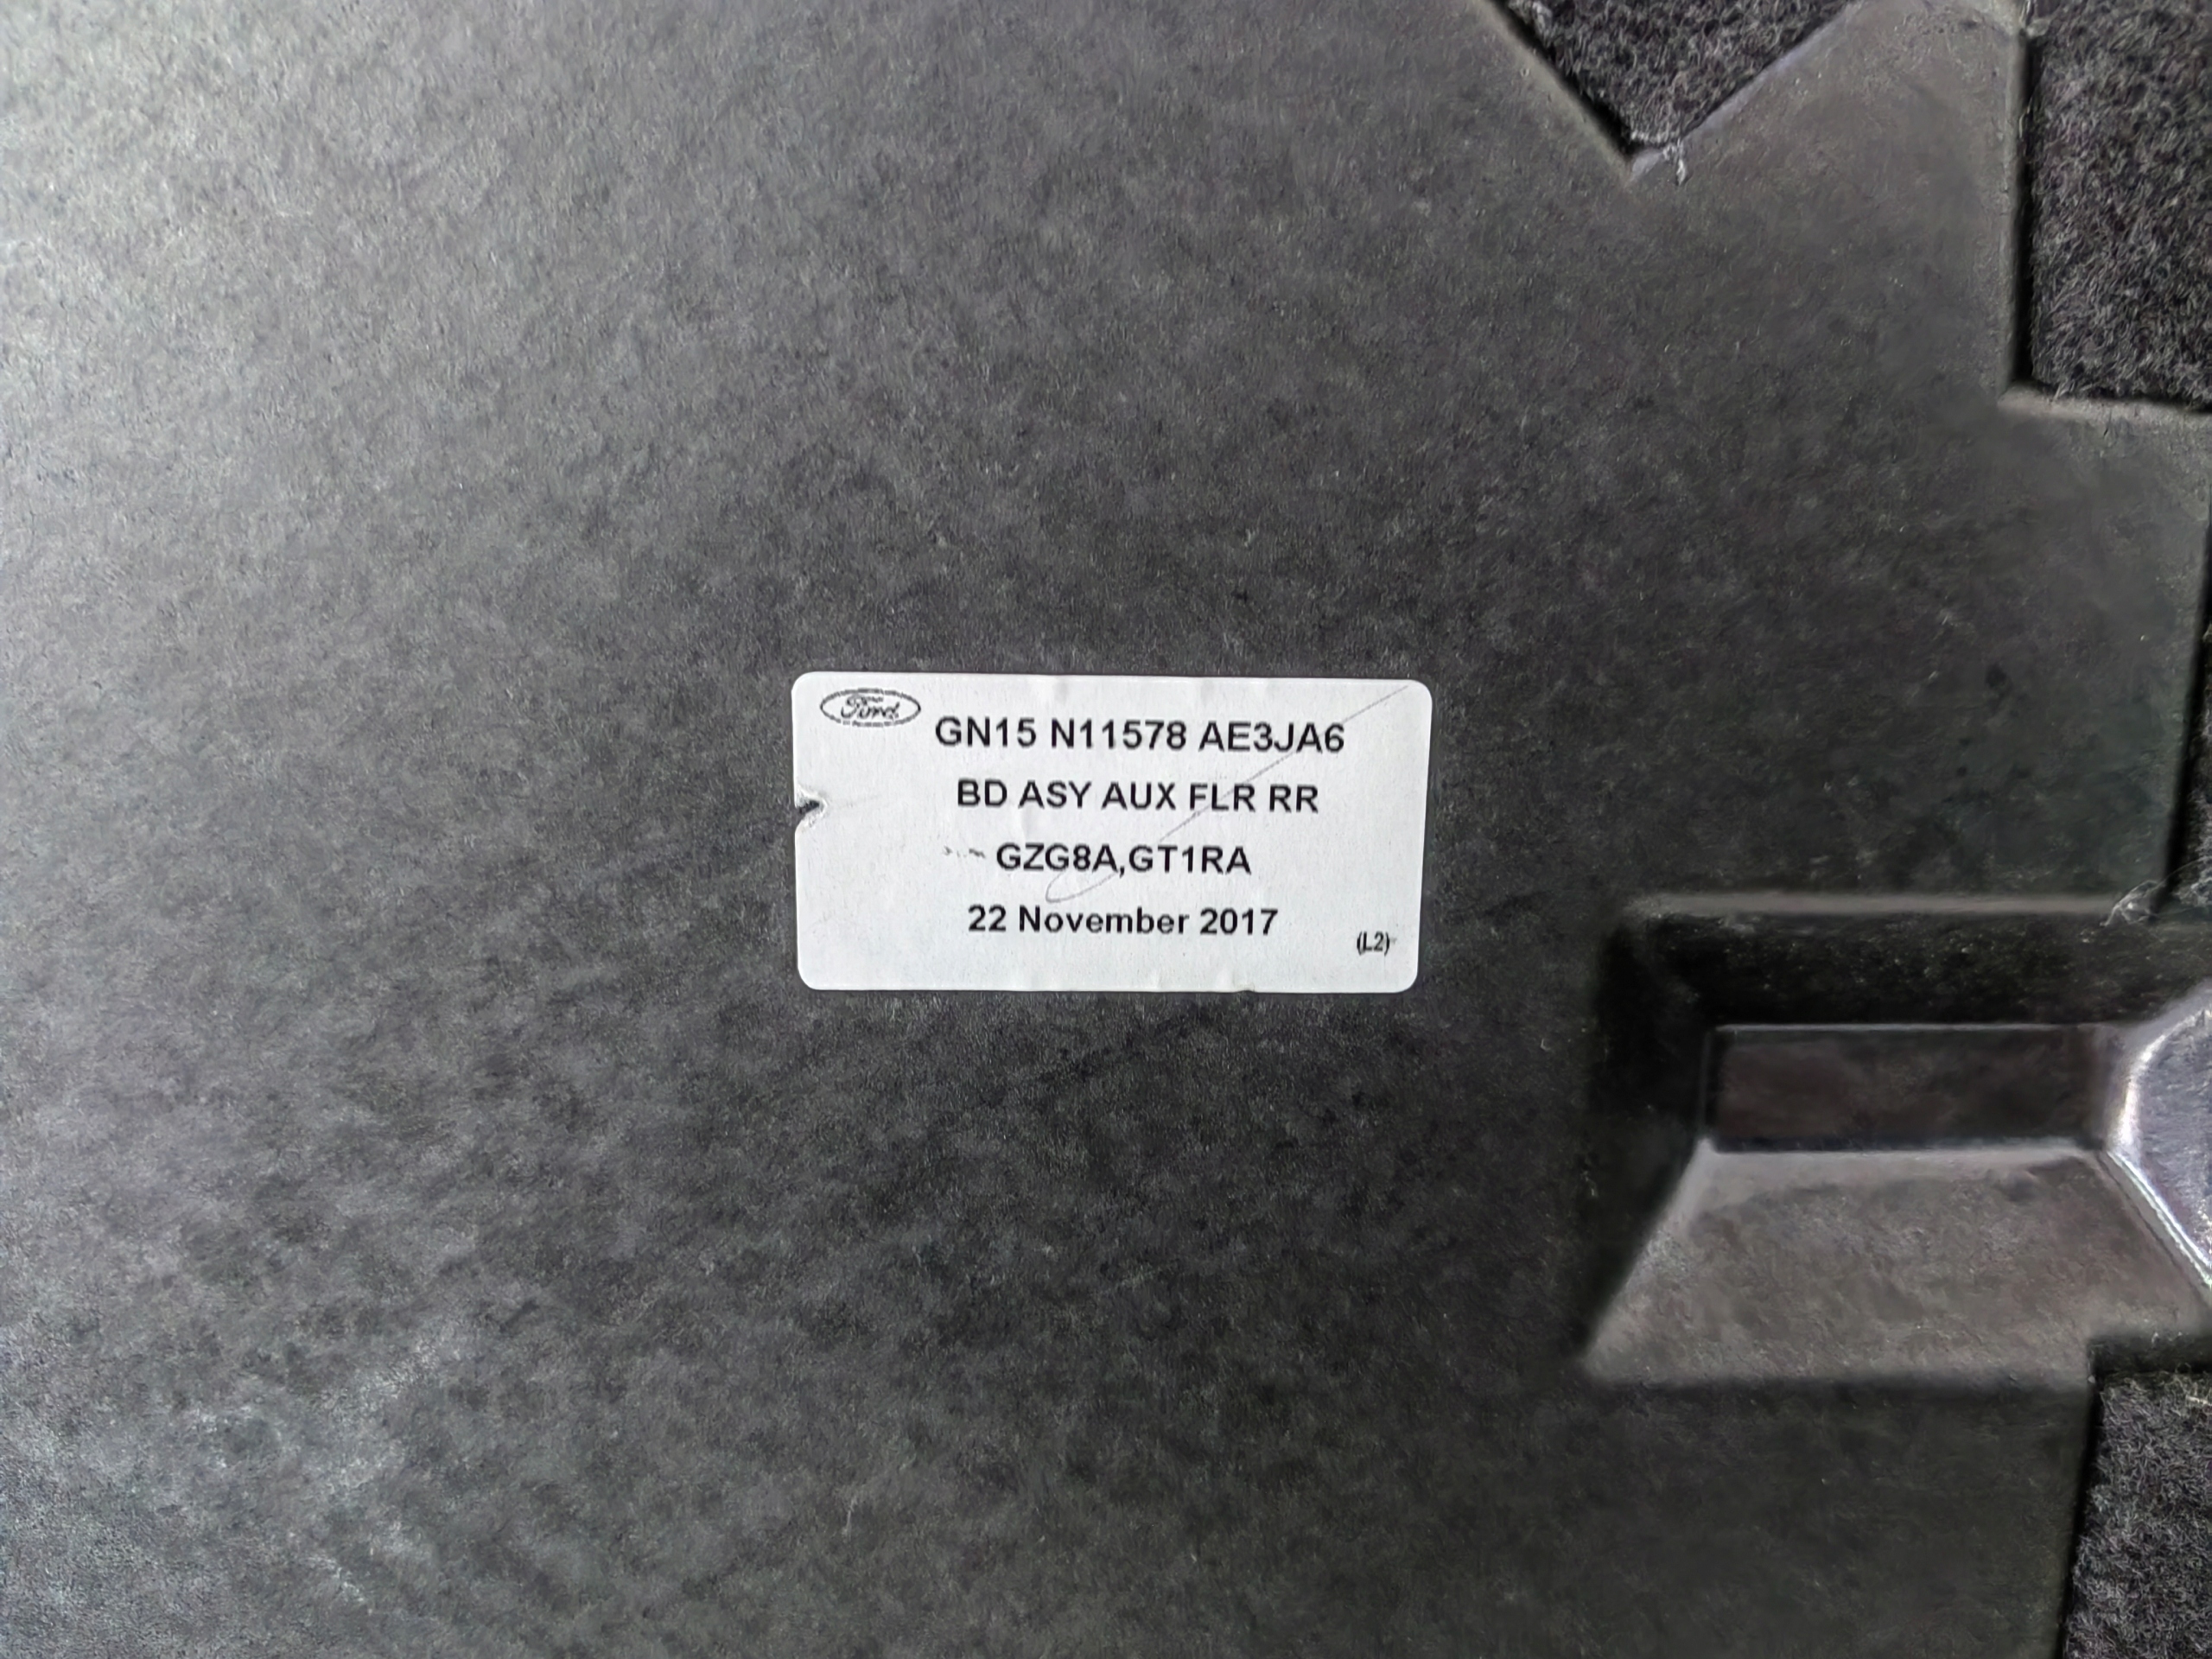 Ford
GN15 N11578 AE3JA6
BD ASY AUX FLR RR
GZG8A,GT1RA
22 November 2017
(L2)